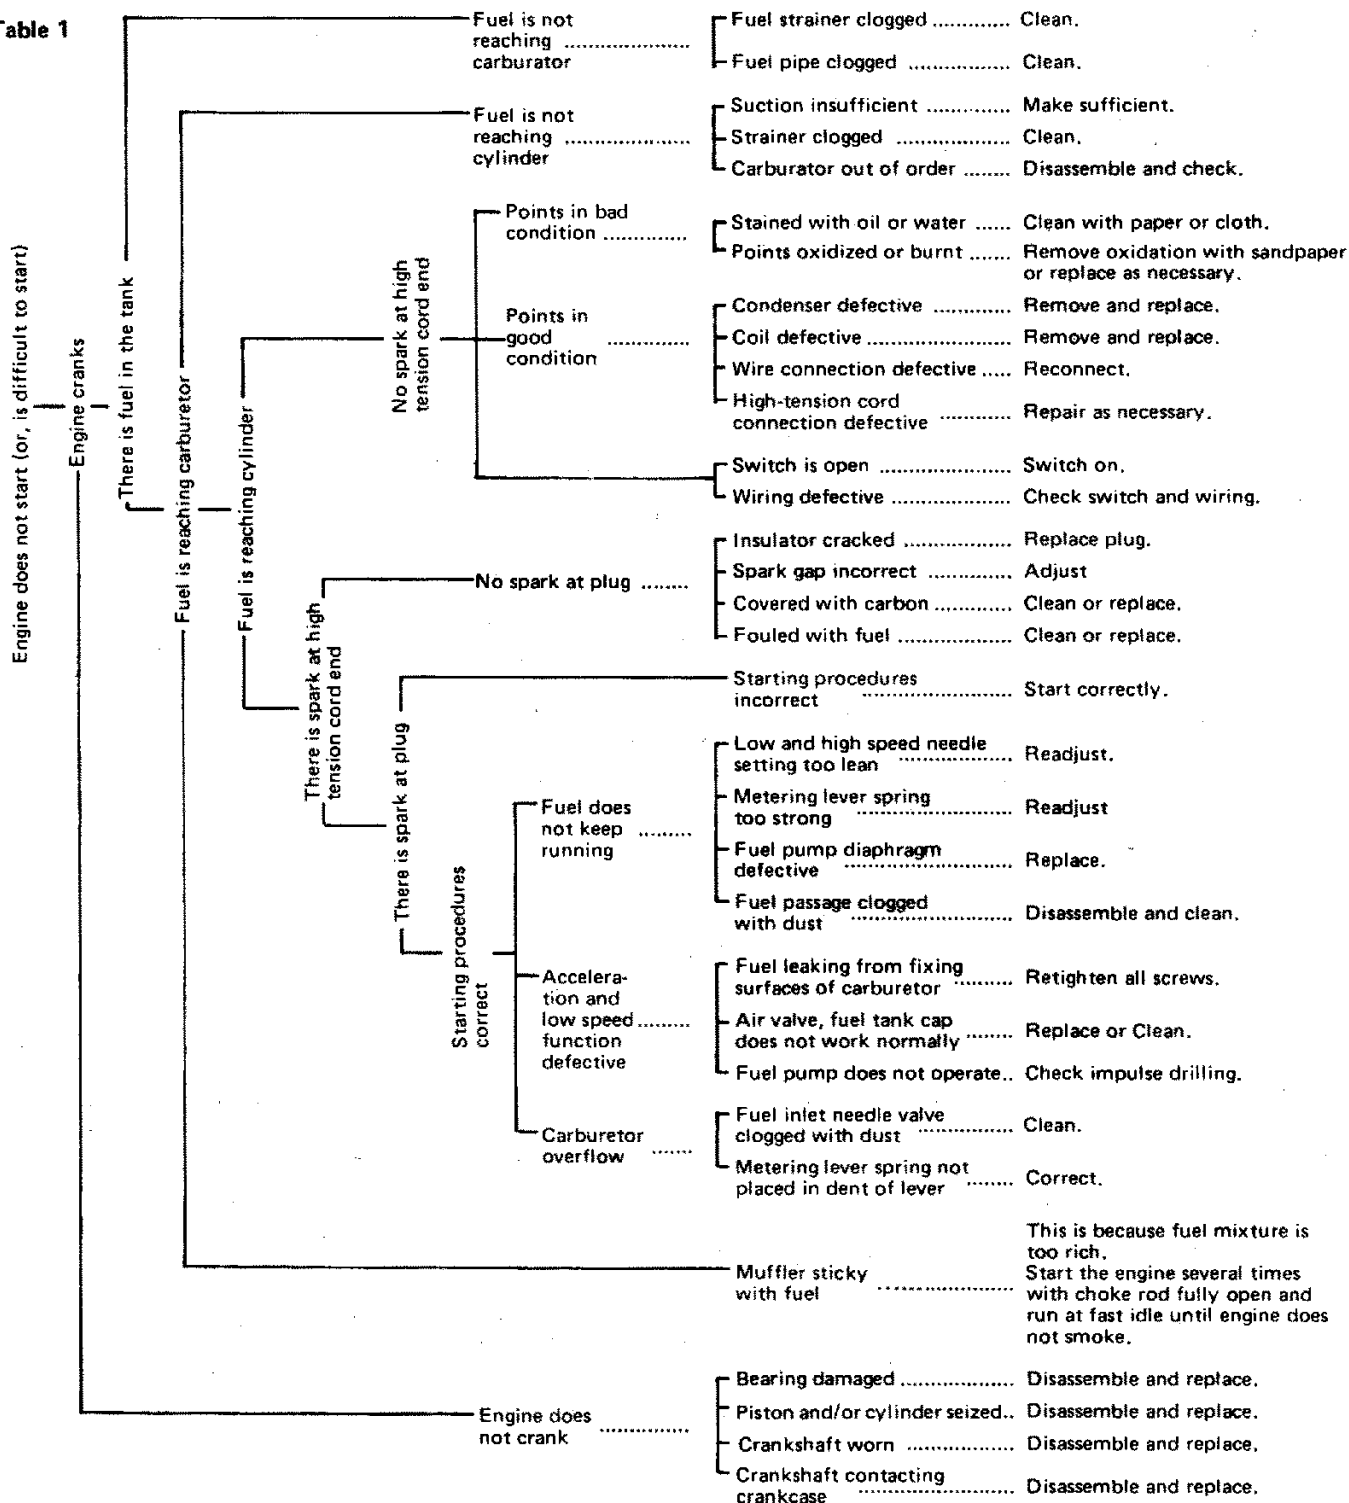 Table 1
Engine does not start (or, is difficult to start)
Engine cranks
There is fuel in the tank
Fuel is reaching carburetor
Fuel is reaching cylinder
No spark at high
tension cord end
There is spark at high
tension cord end
There is spark at plug
Starting procedures
correct
Fuel is not
reaching ....................
carburator
Fuel strainer clogged ............. Clean.
Fuel pipe clogged ................. Clean.
Fuel is not
reaching ....................
cylinder
Suction insufficient .............. Make sufficient.
Strainer clogged ................... Clean.
Carburator out of order ........ Disassemble and check.
Points in bad
condition ..............
Stained with oil or water ...... Clean with paper or cloth.
Points oxidized or burnt ....... Remove oxidation with sandpaper
or replace as necessary.
Points in
good ..............
condition
Condenser defective ............. Remove and replace.
Coil defective ........................ Remove and replace.
Wire connection defective ..... Reconnect.
High-tension cord
connection defective ............ Repair as necessary.
Switch is open ...................... Switch on.
Wiring defective .................... Check switch and wiring.
No spark at plug ........
Insulator cracked .................. Replace plug.
Spark gap incorrect .............. Adjust
Covered with carbon ............. Clean or replace.
Fouled with fuel ................... Clean or replace.
Starting procedures
incorrect ......................... Start correctly.
Fuel does
not keep .........
running
Low and high speed needle
setting too lean ................... Readjust.
Metering lever spring
too strong .......................... Readjust
Fuel pump diaphragm
defective ............................ Replace.
Fuel passage clogged
with dust ........................... Disassemble and clean.
Accelera-
tion and
low speed .........
function
defective
Fuel leaking from fixing
surfaces of carburetor .......... Retighten all screws.
Air valve, fuel tank cap
does not work normally ........ Replace or Clean.
Fuel pump does not operate.. Check impulse drilling.
Carburetor
overflow .......
Fuel inlet needle valve
clogged with dust ................ Clean.
Metering lever spring not
placed in dent of lever ........ Correct.
Muffler sticky
with fuel ..................
This is because fuel mixture is
too rich.
Start the engine several times
with choke rod fully open and
run at fast idle until engine does
not smoke.
Engine does
not crank ..............
Bearing damaged ................... Disassemble and replace.
Piston and/or cylinder seized.. Disassemble and replace.
Crankshaft worn .................. Disassemble and replace.
Crankshaft contacting
crankcase ......................... Disassemble and replace.